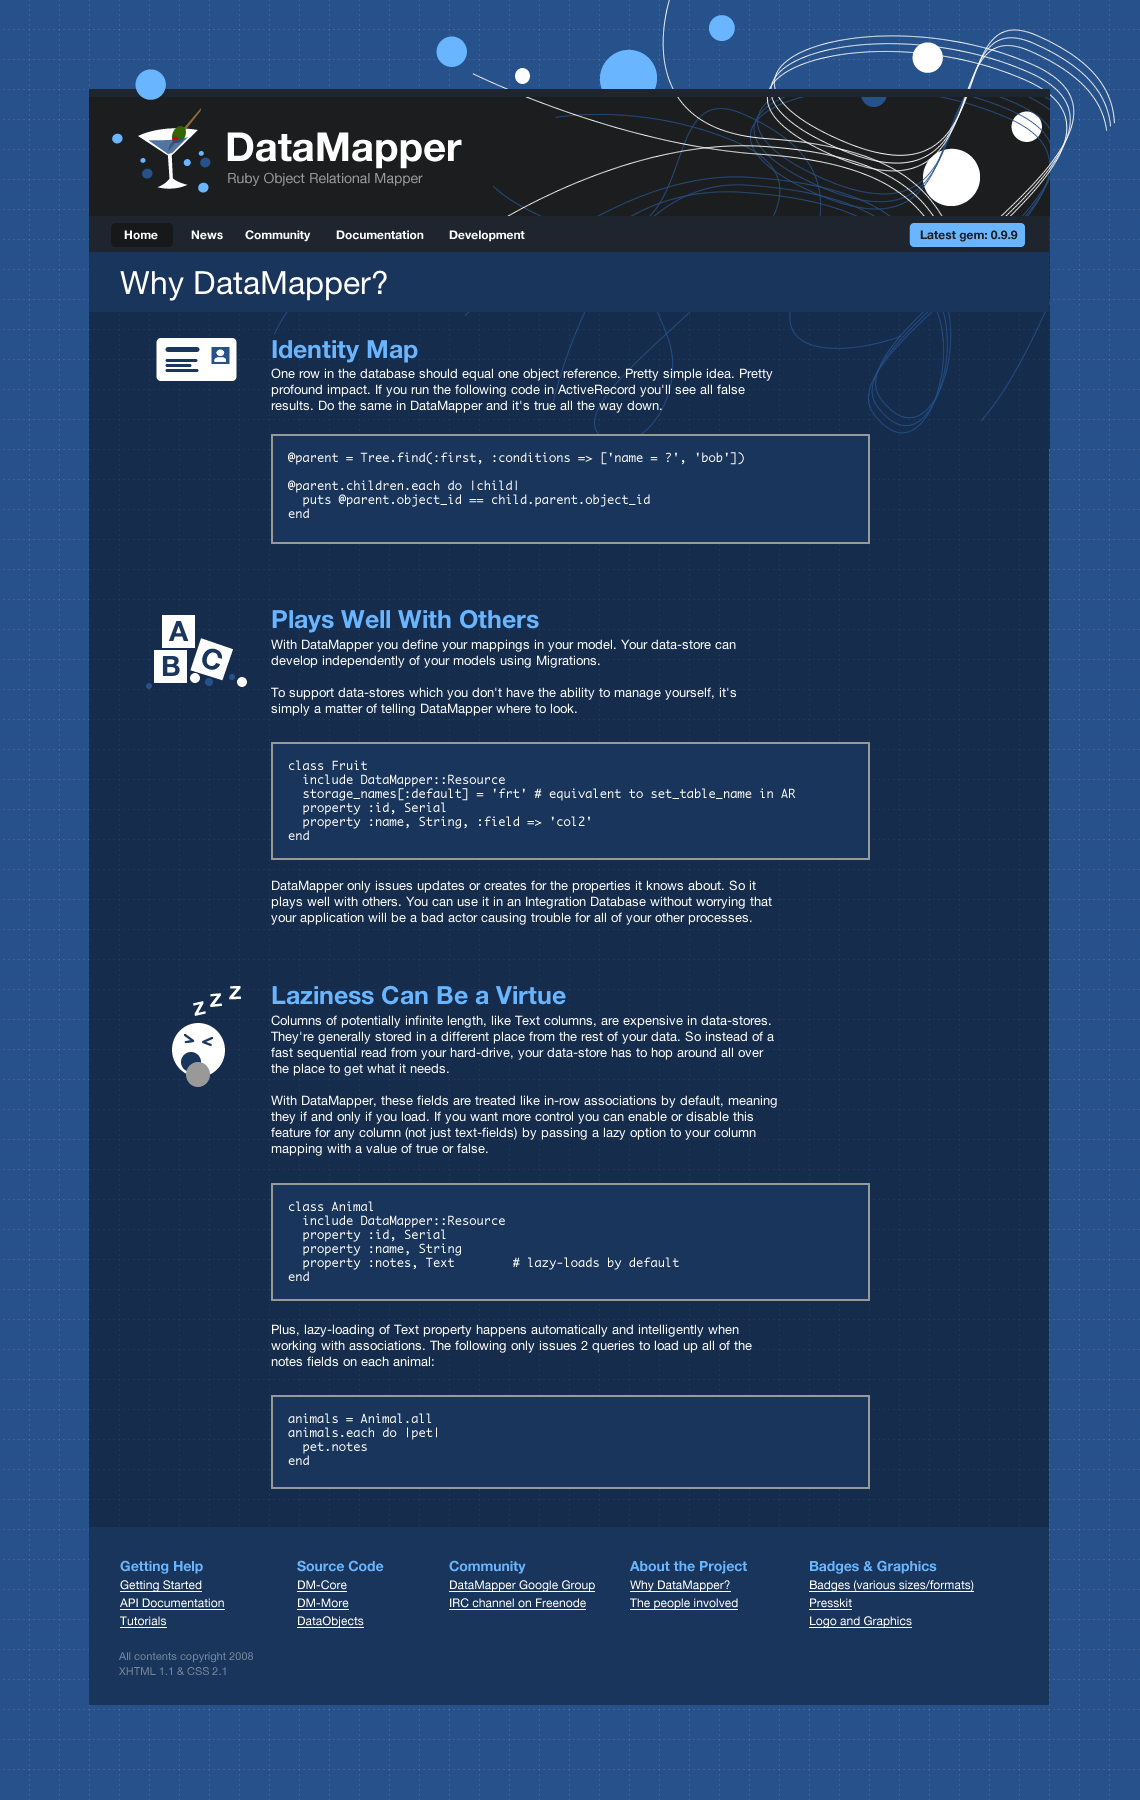 DataMapper
Ruby Object Relational Mapper
Home News Community Documentation Development Latest gem: 0.9.9
Why DataMapper?
Identity Map
One row in the database should equal one object reference. Pretty simple idea. Pretty
profound impact. If you run the following code in ActiveRecord you'll see all false
results. Do the same in DataMapper and it's true all the way down.
@parent = Tree.find(:first, :conditions => ['name = ?', 'bob'])
@parent.children.each do |child|
  puts @parent.object_id == child.parent.object_id
end
A
B
C
Plays Well With Others
With DataMapper you define your mappings in your model. Your data-store can
develop independently of your models using Migrations.
To support data-stores which you don't have the ability to manage yourself, it's
simply a matter of telling DataMapper where to look.
class Fruit
  include DataMapper::Resource
  storage_names[:default] = 'frt' # equivalent to set_table_name in AR
  property :id, Serial
  property :name, String, :field => 'col2'
end
DataMapper only issues updates or creates for the properties it knows about. So it
plays well with others. You can use it in an Integration Database without worrying that
your application will be a bad actor causing trouble for all of your other processes.
z z z
Laziness Can Be a Virtue
Columns of potentially infinite length, like Text columns, are expensive in data-stores.
They're generally stored in a different place from the rest of your data. So instead of a
fast sequential read from your hard-drive, your data-store has to hop around all over
the place to get what it needs.
With DataMapper, these fields are treated like in-row associations by default, meaning
they if and only if you load. If you want more control you can enable or disable this
feature for any column (not just text-fields) by passing a lazy option to your column
mapping with a value of true or false.
class Animal
  include DataMapper::Resource
  property :id, Serial
  property :name, String
  property :notes, Text        # lazy-loads by default
end
Plus, lazy-loading of Text property happens automatically and intelligently when
working with associations. The following only issues 2 queries to load up all of the
notes fields on each animal:
animals = Animal.all
animals.each do |pet|
  pet.notes
end
Getting Help
Getting Started
API Documentation
Tutorials
Source Code
DM-Core
DM-More
DataObjects
Community
DataMapper Google Group
IRC channel on Freenode
About the Project
Why DataMapper?
The people involved
Badges & Graphics
Badges (various sizes/formats)
Presskit
Logo and Graphics
All contents copyright 2008
XHTML 1.1 & CSS 2.1